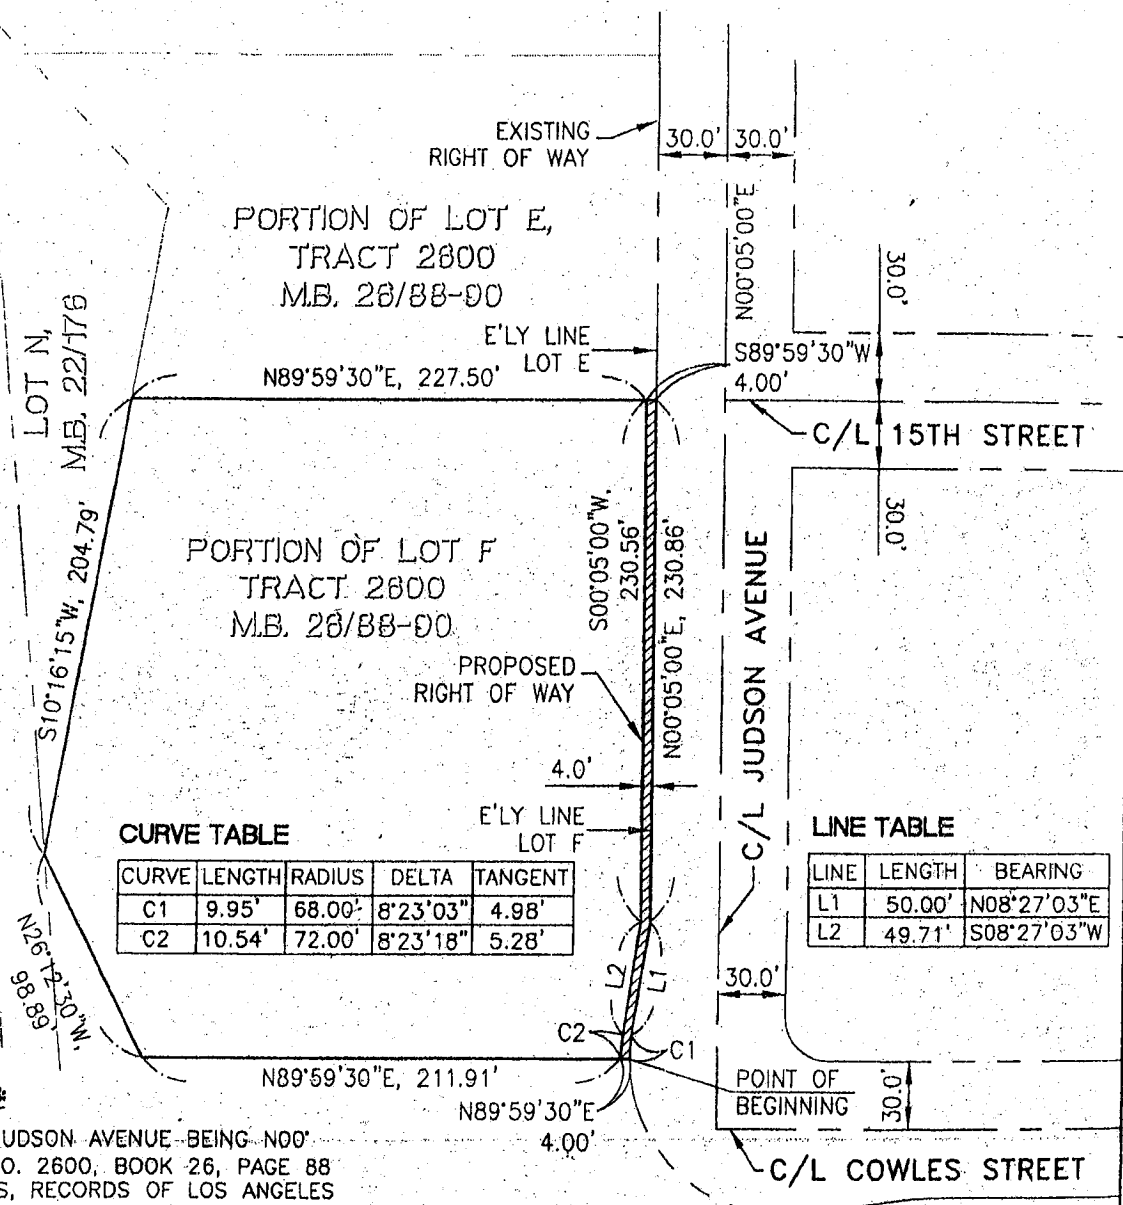 EXISTING
RIGHT OF WAY
30.0'
30.0'
PORTION OF LOT E,
TRACT 2600
M.B. 26/88-90
N00°05'00"E
30.0'
LOT N,
M.B. 22/176
E'LY LINE
LOT E
S89°59'30"W
4.00'
N89°59'30"E, 227.50'
C/L 15TH STREET
30.0'
S10°16'15"W, 204.79'
PORTION OF LOT F
TRACT 2600
M.B. 26/88-90
S00°05'00"W,
230.56'
N00°05'00"E, 230.86'
C/L JUDSON AVENUE
PROPOSED
RIGHT OF WAY
4.0'
E'LY LINE
LOT F
CURVE TABLE
CURVE LENGTH RADIUS DELTA TANGENT
C1 9.95' 68.00' 8°23'03" 4.98'
C2 10.54' 72.00' 8°23'18" 5.28'
LINE TABLE
LINE LENGTH BEARING
L1 50.00' N08°27'03"E
L2 49.71' S08°27'03"W
N26°12'30"W,
98.89'
L2
L1
30.0'
C2
C1
N89°59'30"E, 211.91'
POINT OF
BEGINNING
30.0'
N89°59'30"E
4.00'
C/L COWLES STREET
UDSON AVENUE BEING N00°
O. 2600, BOOK 26, PAGE 88
S, RECORDS OF LOS ANGELES